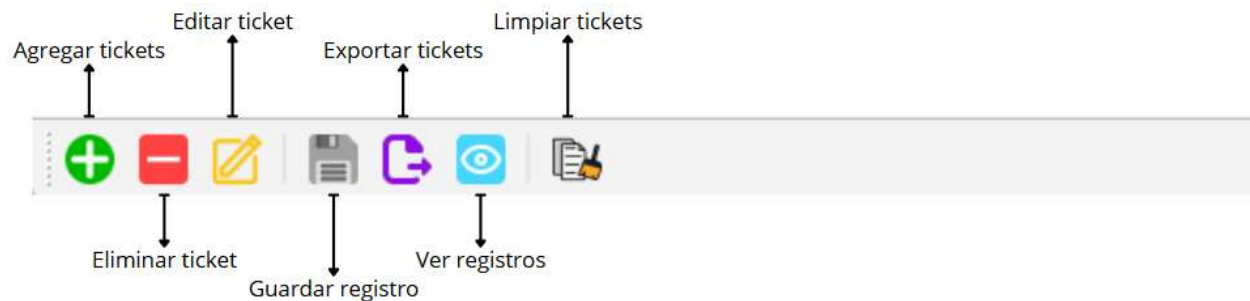 Editar ticket
Limpiar tickets
Agregar tickets
Exportar tickets
Eliminar ticket
Ver registros
Guardar registro